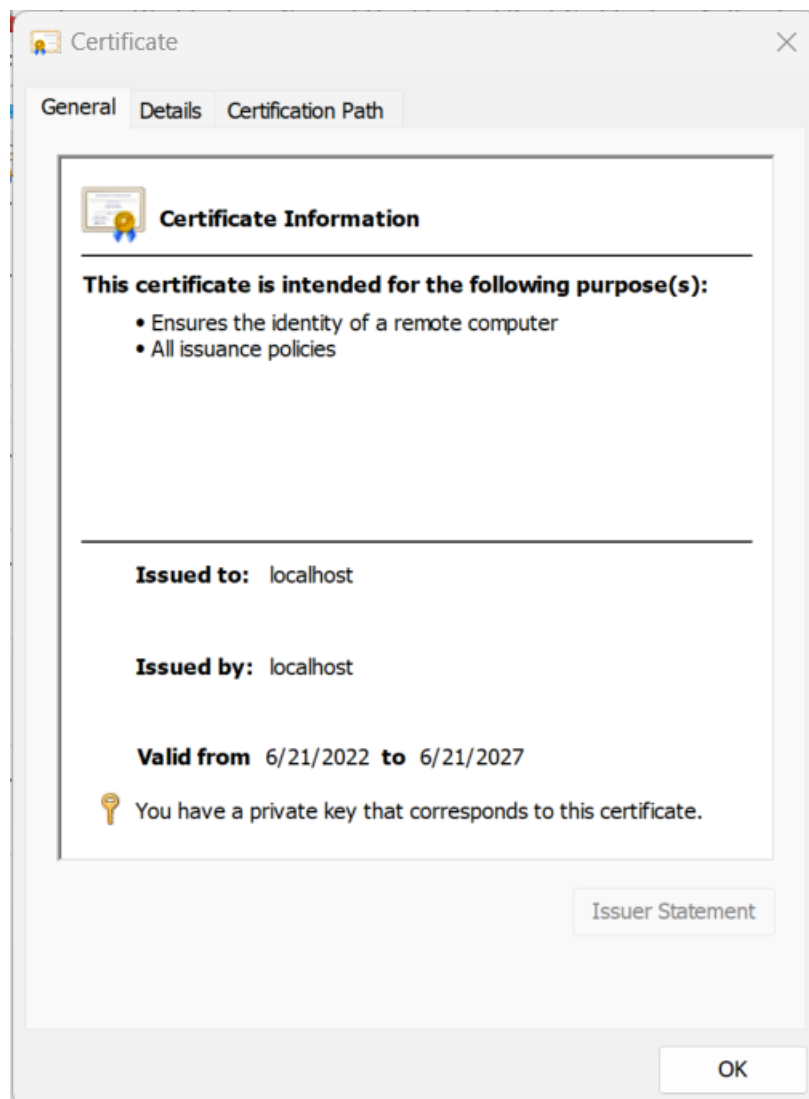 Certificate
General Details Certification Path
Certificate Information
This certificate is intended for the following purpose(s):
• Ensures the identity of a remote computer
• All issuance policies
Issued to: localhost
Issued by: localhost
Valid from 6/21/2022 to 6/21/2027
You have a private key that corresponds to this certificate.
Issuer Statement
OK